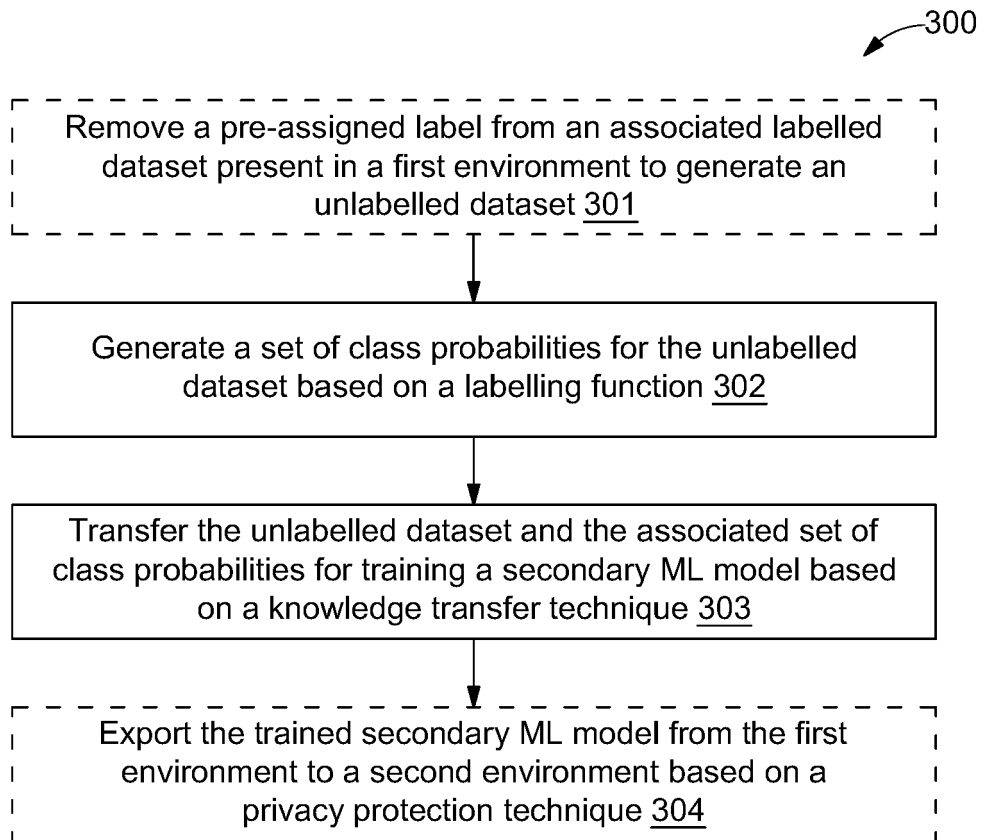 300
Remove a pre-assigned label from an associated labelled
dataset present in a first environment to generate an
unlabelled dataset 301
Generate a set of class probabilities for the unlabelled
dataset based on a labelling function 302
Transfer the unlabelled dataset and the associated set of
class probabilities for training a secondary ML model based
on a knowledge transfer technique 303
Export the trained secondary ML model from the first
environment to a second environment based on a
privacy protection technique 304